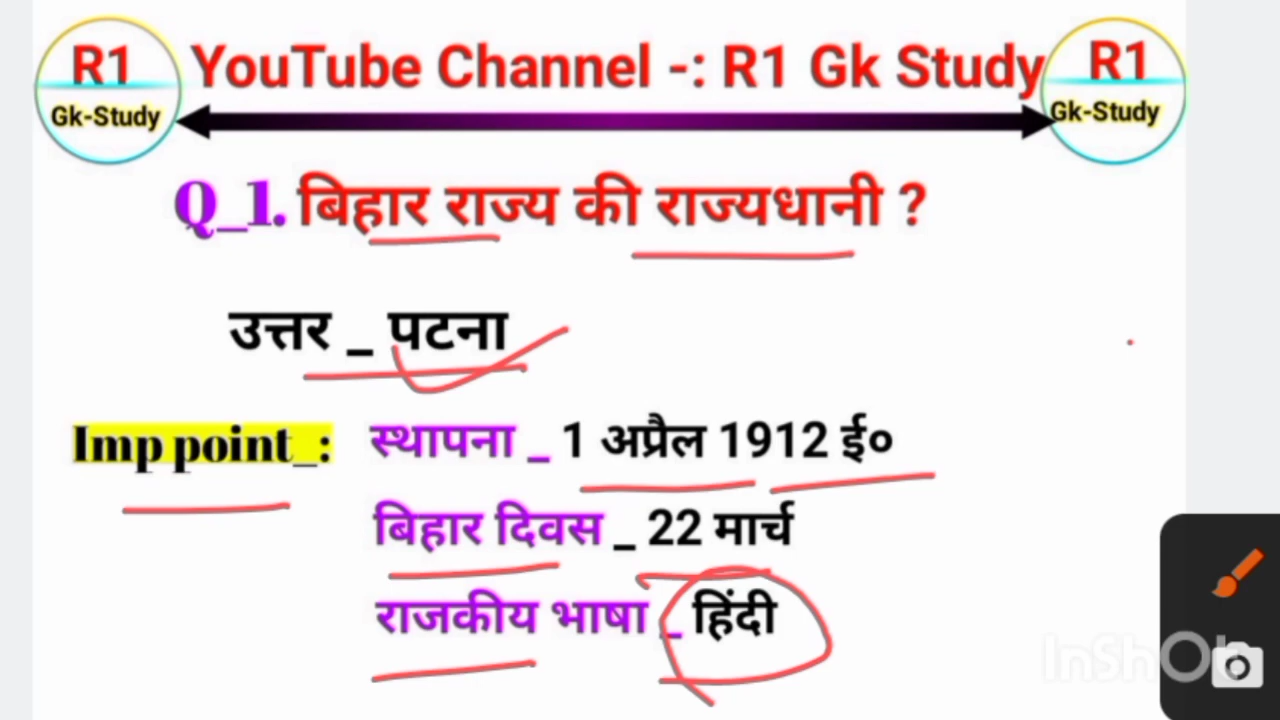 R1 YouTube Channel -: R1 Gk Study R1
Gk-Study Gk-Study
Q_1. बिहार राज्य की राज्यधानी ?
उत्तर _ पटना
Imp point_: स्थापना _ 1 अप्रैल 1912 ई०
बिहार दिवस _ 22 मार्च
राजकीय भाषा _ हिंदी